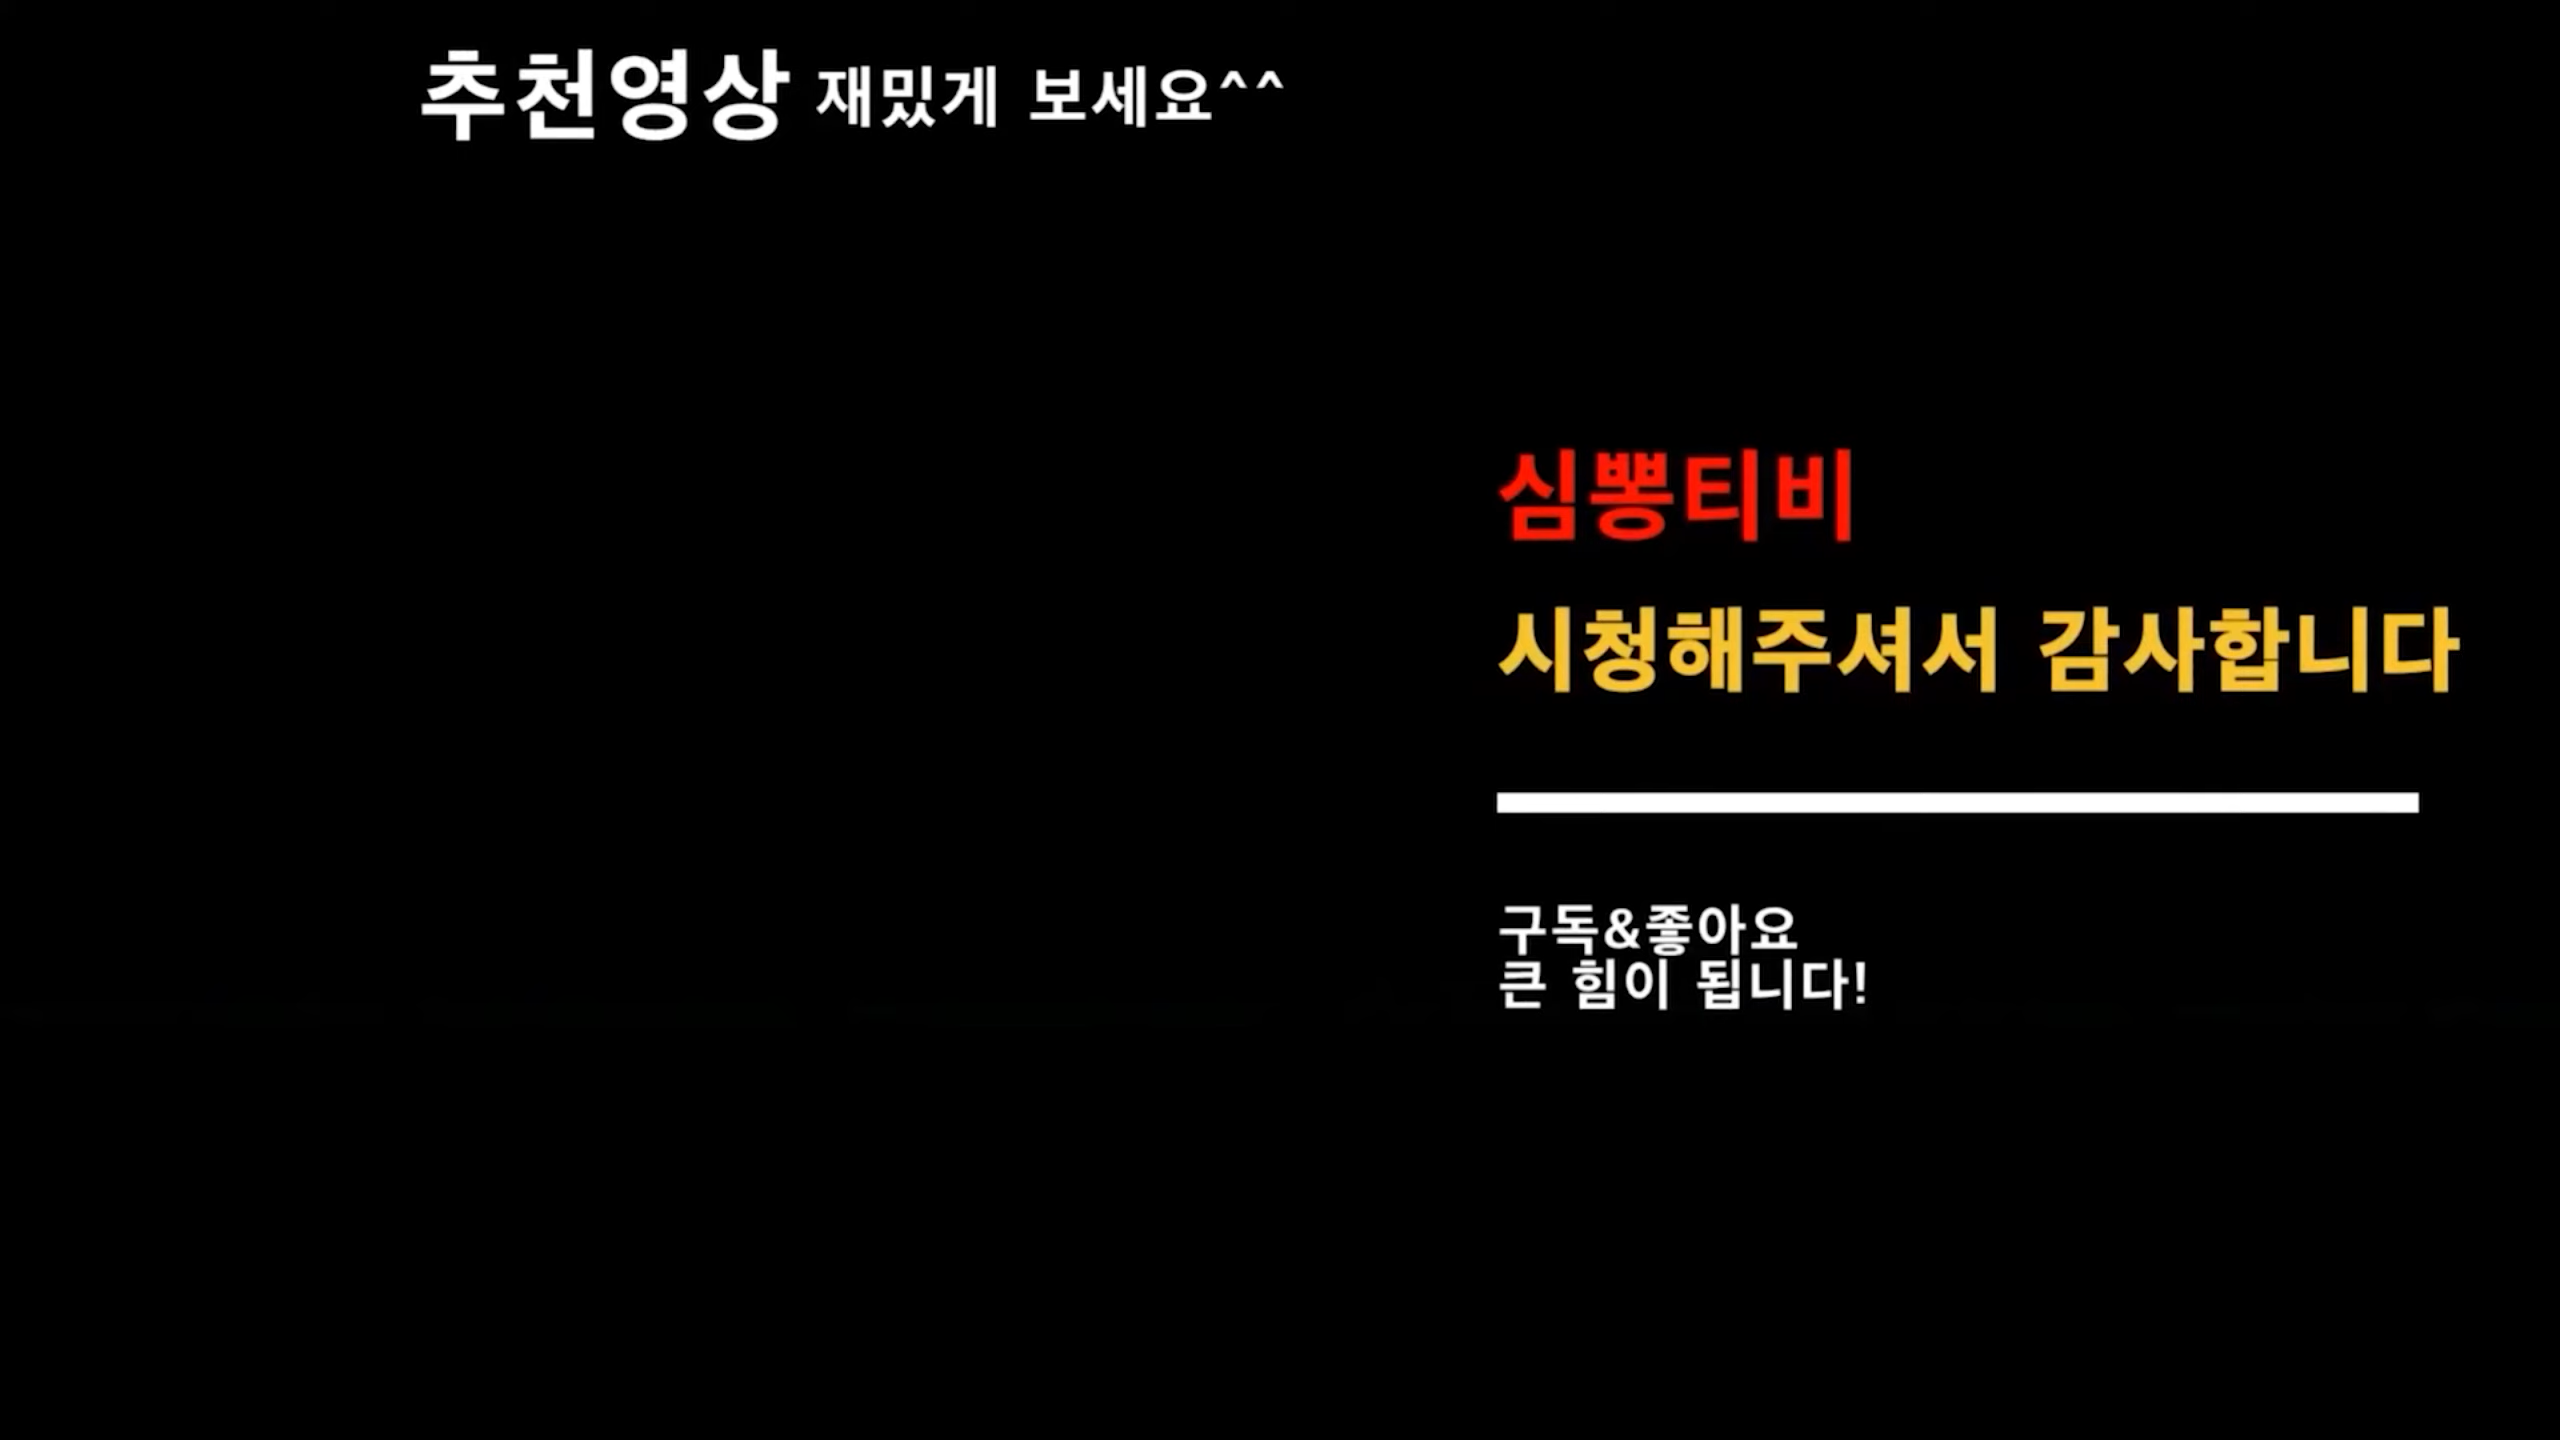 추천영상 재밌게 보세요^^
심뽕티비
시청해주셔서 감사합니다
구독&좋아요
큰 힘이 됩니다!